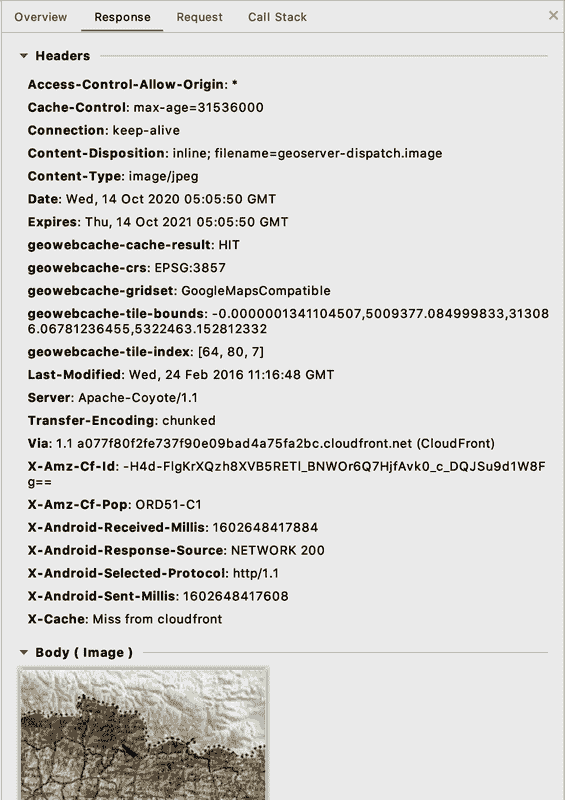 Overview Response Request Call Stack ×
Headers
Access-Control-Allow-Origin: *
Cache-Control: max-age=31536000
Connection: keep-alive
Content-Disposition: inline; filename=geoserver-dispatch.image
Content-Type: image/jpeg
Date: Wed, 14 Oct 2020 05:05:50 GMT
Expires: Thu, 14 Oct 2021 05:05:50 GMT
geowebcache-cache-result: HIT
geowebcache-crs: EPSG:3857
geowebcache-gridset: GoogleMapsCompatible
geowebcache-tile-bounds: -0.0000001341104507,5009377.084999833,31308
6.06781236455,5322463.152812332
geowebcache-tile-index: [64, 80, 7]
Last-Modified: Wed, 24 Feb 2016 11:16:48 GMT
Server: Apache-Coyote/1.1
Transfer-Encoding: chunked
Via: 1.1 a077f80f2fe737f90e09bad4a75fa2bc.cloudfront.net (CloudFront)
X-Amz-Cf-Id: -H4d-FlgKrXQzh8XVB5RETl_BNWOr6Q7HjfAvk0_c_DQJSu9d1W8F
g==
X-Amz-Cf-Pop: ORD51-C1
X-Android-Received-Millis: 1602648417884
X-Android-Response-Source: NETWORK 200
X-Android-Selected-Protocol: http/1.1
X-Android-Sent-Millis: 1602648417608
X-Cache: Miss from cloudfront
Body ( Image )